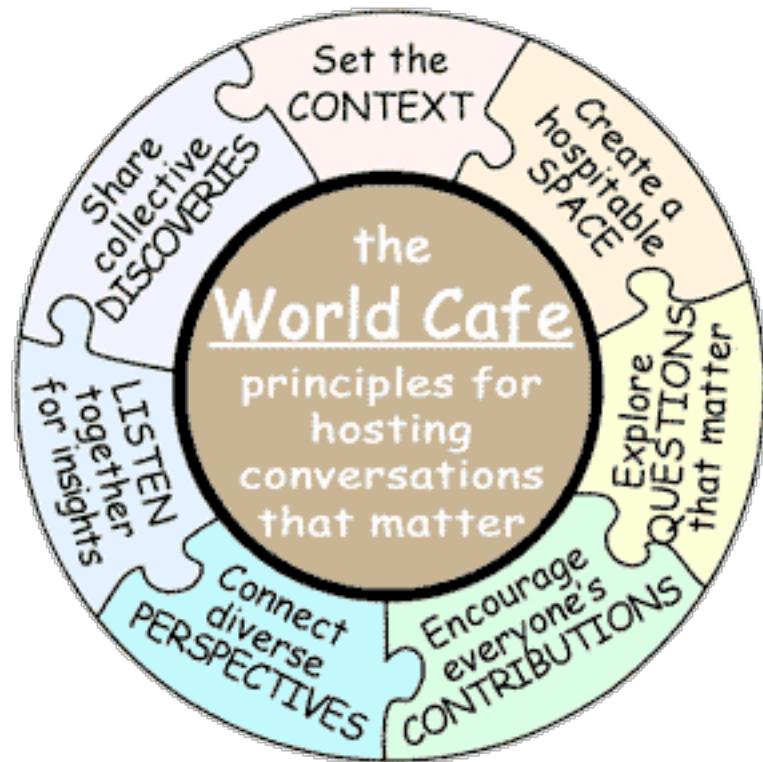 Set the
CONTEXT
Create a
hospitable
SPACE
Explore
QUESTIONS
that matter
Encourage
everyone's
CONTRIBUTIONS
Connect
diverse
PERSPECTIVES
LISTEN
together
for insights
Share
collective
DISCOVERIES
the
World Cafe
principles for
hosting
conversations
that matter